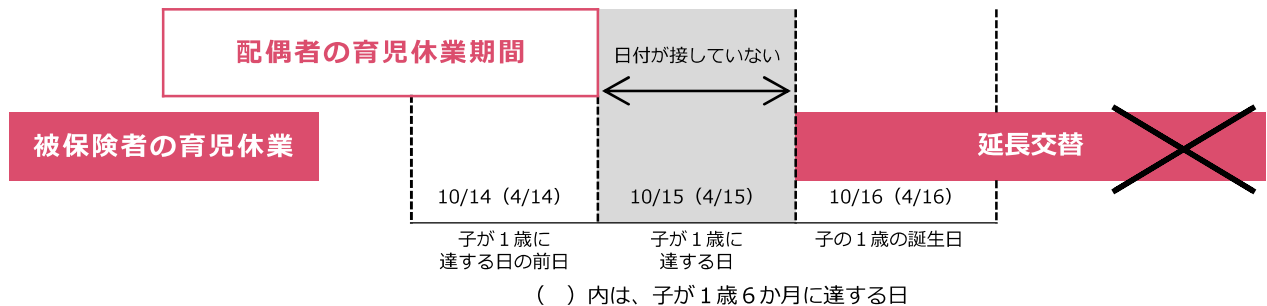 配偶者の育児休業期間
日付が接していない
被保険者の育児休業
延長交替
10/14（4/14）
10/15（4/15）
10/16（4/16）
子が１歳に
達する日の前日
子が１歳に
達する日
子の１歳の誕生日
（　）内は、子が１歳６か月に達する日